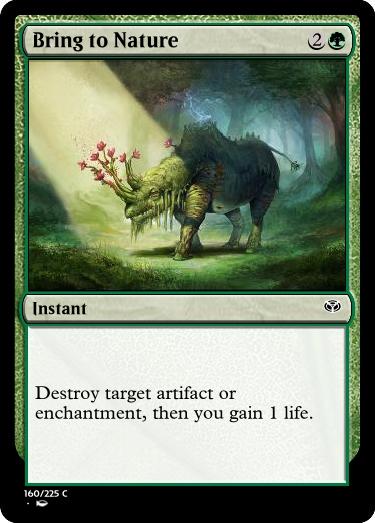 Bring to Nature 2
Instant
Destroy target artifact or
enchantment, then you gain 1 life.
160/225 C